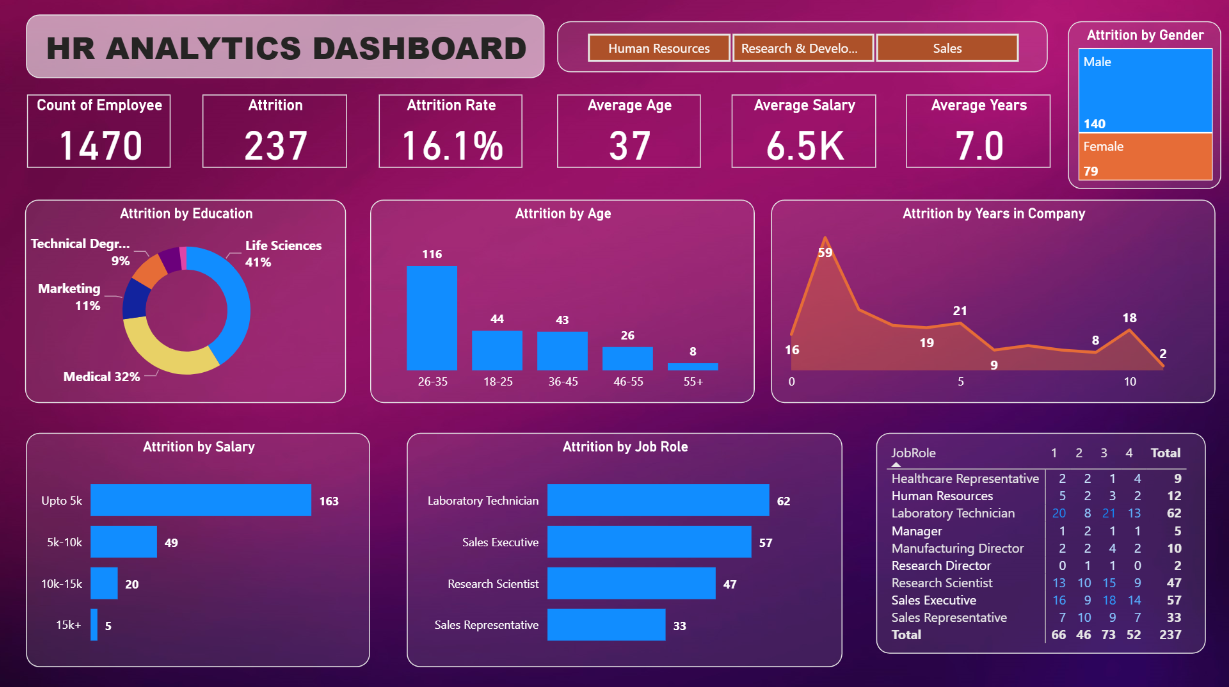 HR ANALYTICS DASHBOARD
Human Resources
Research & Develo...
Sales
Attrition by Gender
Male
140
Female
79
Count of Employee
1470
Attrition
237
Attrition Rate
16.1%
Average Age
37
Average Salary
6.5K
Average Years
7.0
Attrition by Education
Technical Degr...
9%
Life Sciences
41%
Marketing
11%
Medical 32%
Attrition by Age
116
44
43
26
8
26-35 18-25 36-45 46-55 55+
Attrition by Years in Company
59
16
19
21
9
8
18
2
0 5 10
Attrition by Salary
Upto 5k 163
5k-10k 49
10k-15k 20
15k+ 5
Attrition by Job Role
Laboratory Technician 62
Sales Executive 57
Research Scientist 47
Sales Representative 33
JobRole 1 2 3 4 Total
Healthcare Representative 2 2 1 4 9
Human Resources 5 2 3 2 12
Laboratory Technician 20 8 21 13 62
Manager 1 2 1 1 5
Manufacturing Director 2 2 4 2 10
Research Director 0 1 1 0 2
Research Scientist 13 10 15 9 47
Sales Executive 16 9 18 14 57
Sales Representative 7 10 9 7 33
Total 66 46 73 52 237